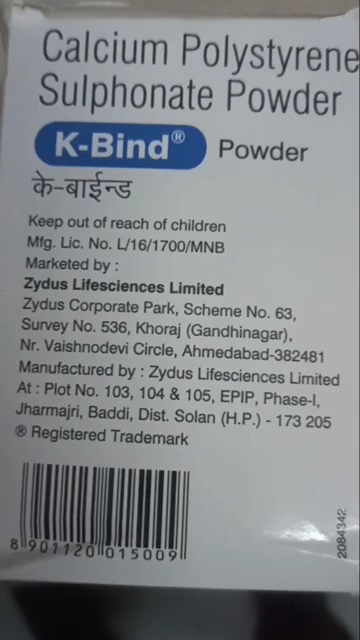 Calcium Polystyrene
Sulphonate Powder
K-Bind® Powder
के-बाईन्ड
Keep out of reach of children
Mfg. Lic. No. L/16/1700/MNB
Marketed by :
Zydus Lifesciences Limited
Zydus Corporate Park, Scheme No. 63,
Survey No. 536, Khoraj (Gandhinagar),
Nr. Vaishnodevi Circle, Ahmedabad-382481
Manufactured by : Zydus Lifesciences Limited
At : Plot No. 103, 104 & 105, EPIP, Phase-I,
Jharmajri, Baddi, Dist. Solan (H.P.) - 173 205
® Registered Trademark
8 901120 015009
2084342